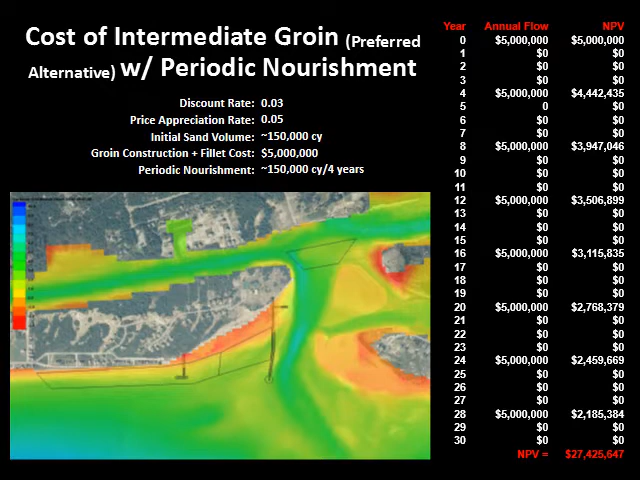 Cost of Intermediate Groin (Preferred
Alternative) w/ Periodic Nourishment
Discount Rate: 0.03
Price Appreciation Rate: 0.05
Initial Sand Volume: ~150,000 cy
Groin Construction + Fillet Cost: $5,000,000
Periodic Nourishment: ~150,000 cy/4 years
Year Annual Flow NPV
0 $5,000,000 $5,000,000
1 $0 $0
2 $0 $0
3 $0 $0
4 $5,000,000 $4,442,435
5 0 $0
6 $0 $0
7 $0 $0
8 $5,000,000 $3,947,046
9 $0 $0
10 $0 $0
11 $0 $0
12 $5,000,000 $3,506,899
13 $0 $0
14 $0 $0
15 $0 $0
16 $5,000,000 $3,115,835
17 $0 $0
18 $0 $0
19 $0 $0
20 $5,000,000 $2,768,379
21 $0 $0
22 $0 $0
23 $0 $0
24 $5,000,000 $2,459,669
25 $0 $0
26 $0 $0
27 $0 $0
28 $5,000,000 $2,185,384
29 $0 $0
30 $0 $0
NPV = $27,425,647